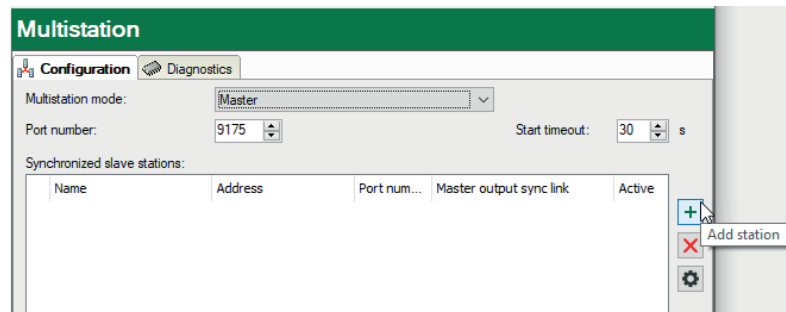 Multistation
Configuration Diagnostics
Multistation mode: Master
Port number: 9175 Start timeout: 30 s
Synchronized slave stations:
Name Address Port num... Master output sync link Active
Add station